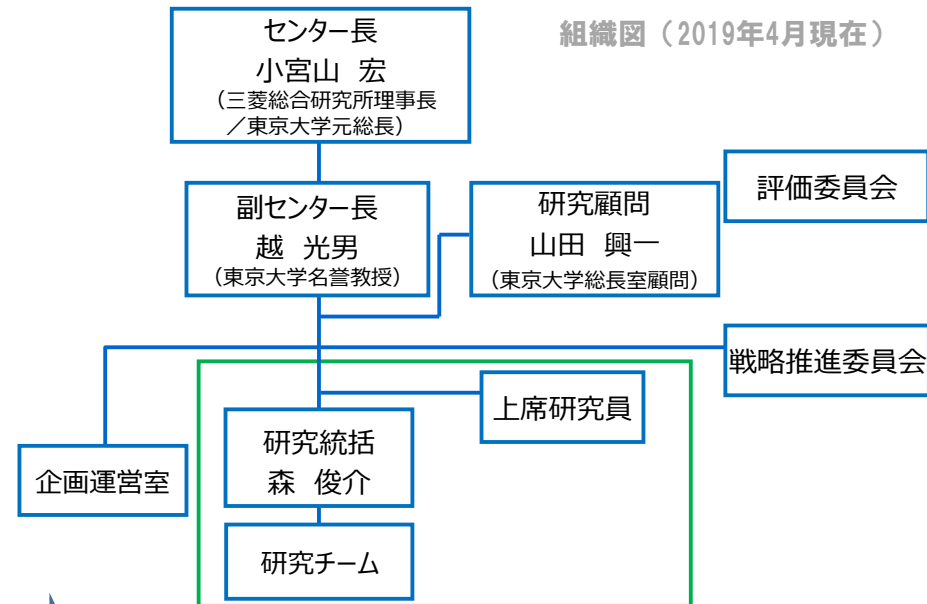 組織図（2019年4月現在）
センター長
小宮山 宏
（三菱総合研究所理事長
／東京大学元総長）
副センター長
越 光男
（東京大学名誉教授）
研究顧問
山田 興一
（東京大学総長室顧問）
評価委員会
戦略推進委員会
上席研究員
研究統括
森 俊介
企画運営室
研究チーム